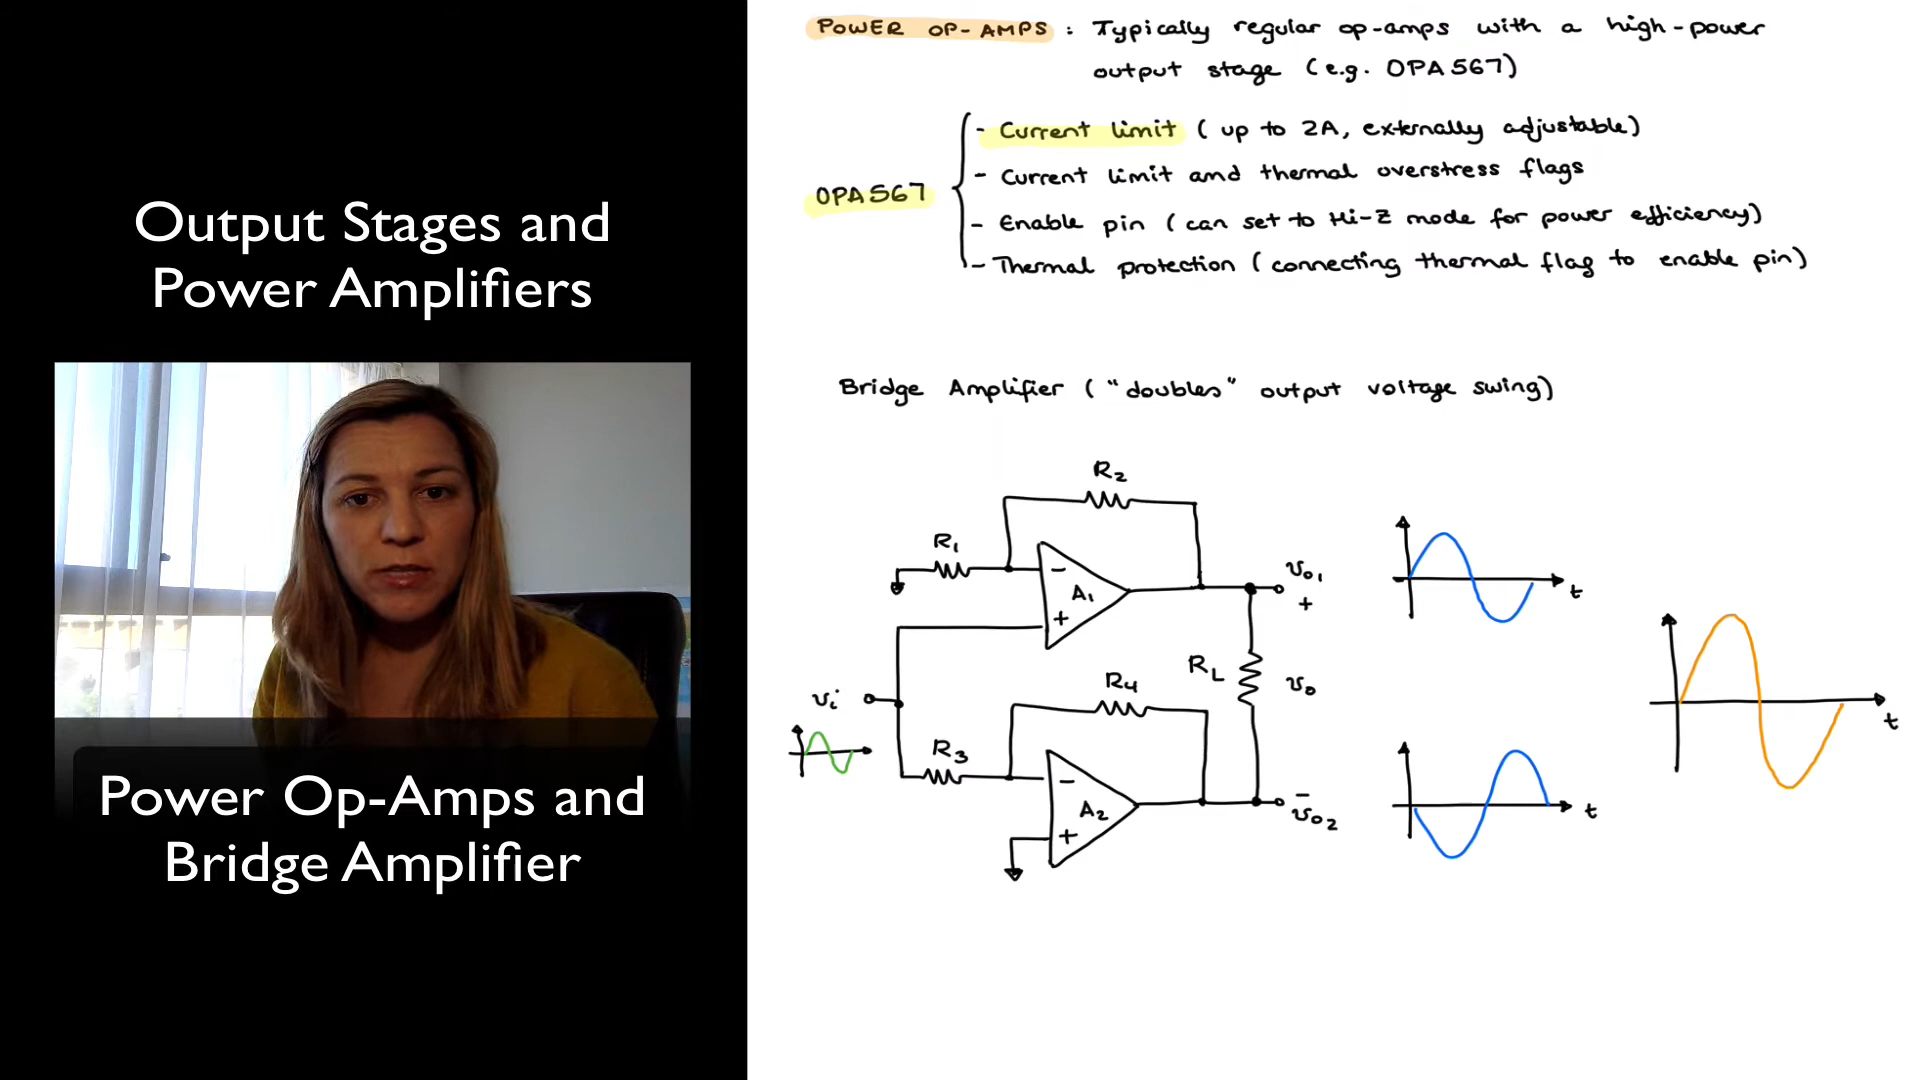 Output Stages and
Power Amplifiers
Power Op-Amps and
Bridge Amplifier
POWER OP-AMPS : Typically regular op-amps with a high-power
output stage (e.g. OPA567)
OPA567
- Current limit (up to 2A, externally adjustable)
- Current limit and thermal overstress flags
- Enable pin (can set to Hi-Z mode for power efficiency)
- Thermal protection (connecting thermal flag to enable pin)
Bridge Amplifier ("doubles" output voltage swing)
R2
R1
- A1 +
vo1
+
t
RL
vo
vi
R4
R3
- A2 +
-
vo2
t
t